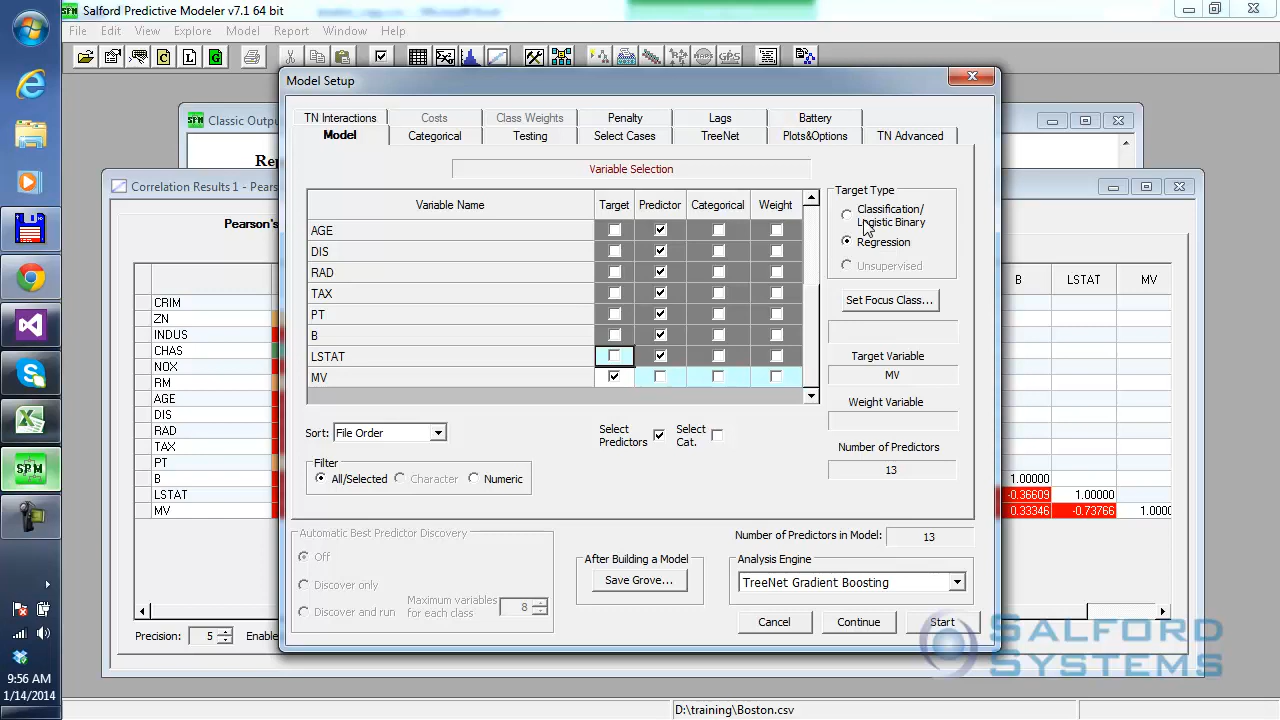 Salford Predictive Modeler v7.1 64 bit
File Edit View Explore Model Report Window Help
Model Setup
TN Interactions Costs Class Weights Penalty Lags Battery
Model Categorical Testing Select Cases TreeNet Plots&Options TN Advanced
Variable Selection
Variable Name Target Predictor Categorical Weight
AGE
DIS
RAD
TAX
PT
B
LSTAT
MV
Sort: File Order
Select Predictors
Select Cat.
Filter
All/Selected Character Numeric
Target Type
Classification/
Logistic Binary
Regression
Unsupervised
Set Focus Class...
Target Variable
MV
Weight Variable
Number of Predictors
13
Automatic Best Predictor Discovery
Off
Discover only
Discover and run
Maximum variables
for each class
8
After Building a Model
Save Grove...
Number of Predictors in Model: 13
Analysis Engine
TreeNet Gradient Boosting
Cancel Continue Start
Classic Outpu
Rep
Correlation Results 1 - Pears
Pearson's
CRIM
ZN
INDUS
CHAS
NOX
RM
AGE
DIS
RAD
TAX
PT
B
LSTAT
MV
B LSTAT MV
1.00000
-0.36609 1.00000
0.33346 -0.73766 1.0000
Precision: 5 Enable
SALFORD
SYSTEMS
D:\training\Boston.csv
SPM
9:56 AM
1/14/2014